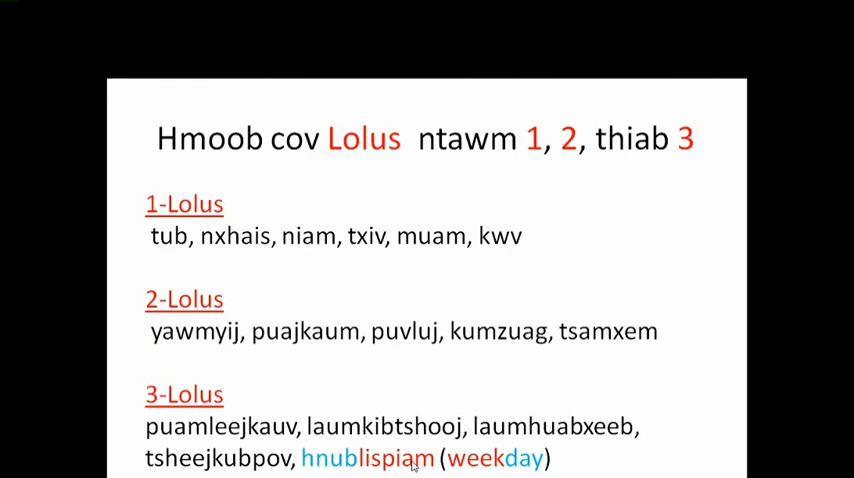 Hmoob cov Lolus ntawm 1, 2, thiab 3
1-Lolus
tub, nxhais, niam, txiv, muam, kwv
2-Lolus
yawmyij, puajkaum, puvluj, kumzuag, tsamxem
3-Lolus
puamleejkauv, laumkibtshooj, laumhuabxeeb,
tsheejkubpov, hnublispiam (weekday)